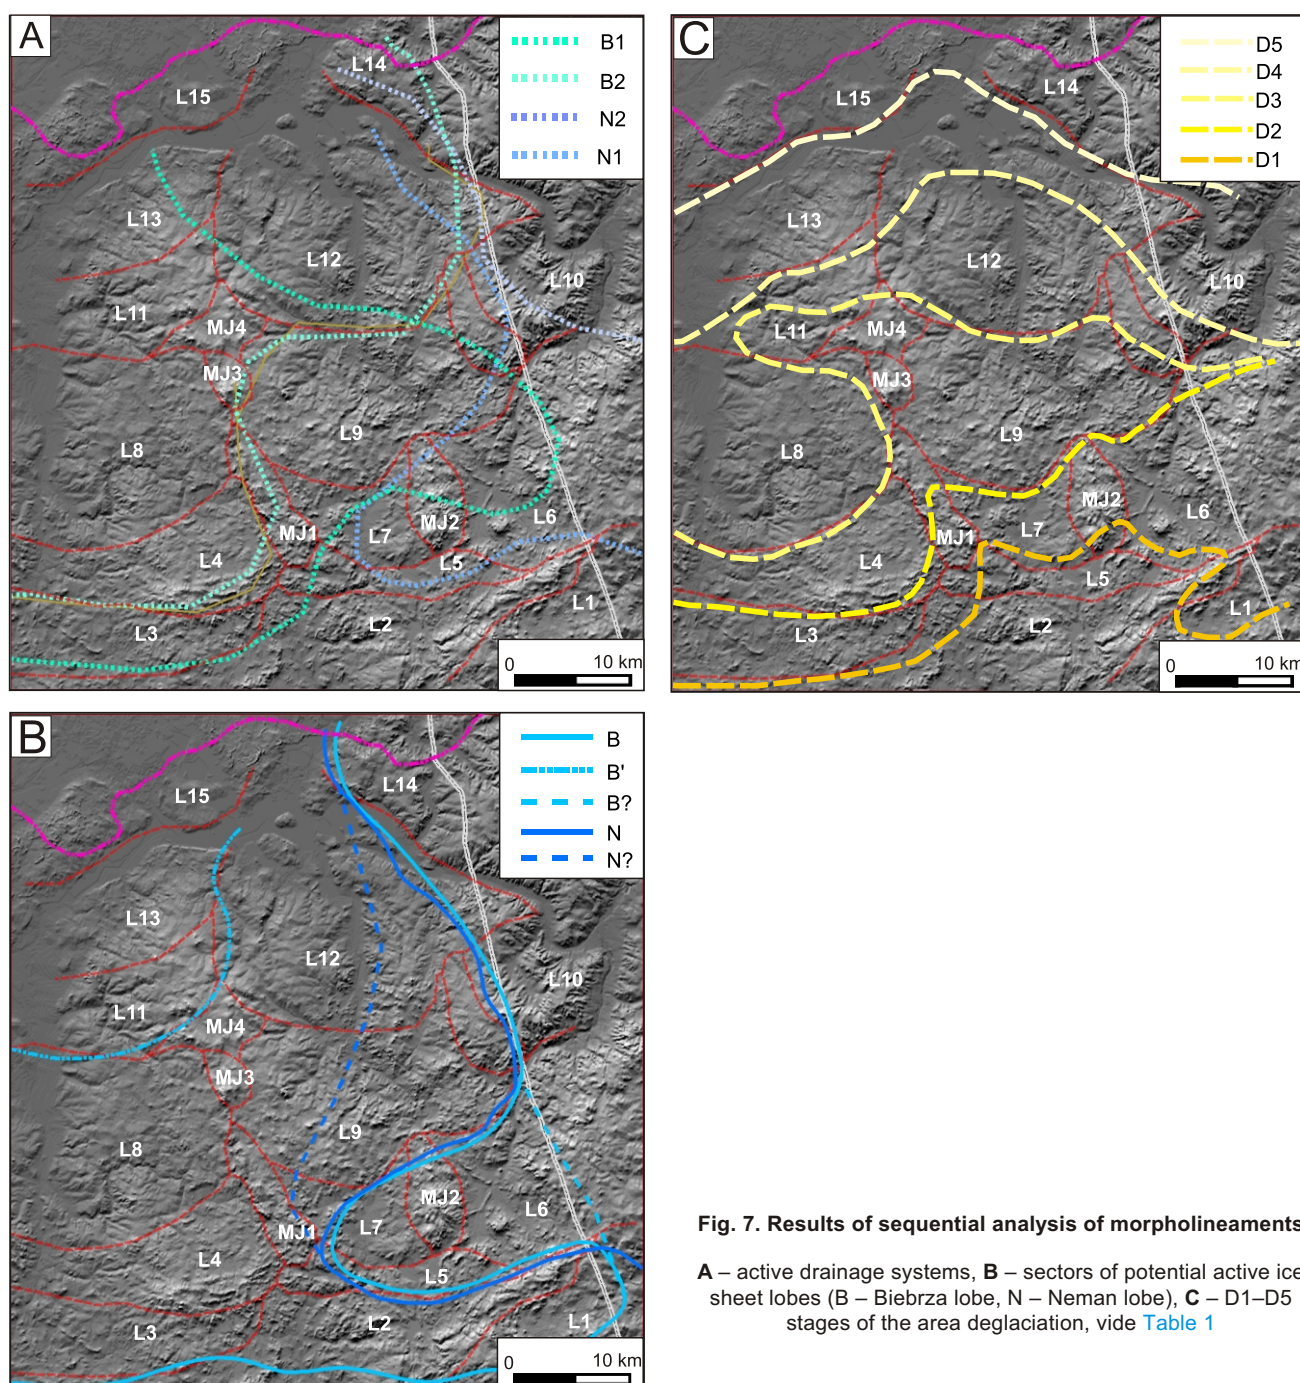 A
B1
B2
N2
N1
L14
L15
L13
L12
L10
L11
MJ4
MJ3
L9
L8
MJ1
L7
MJ2
L6
L4
L5
L1
L3
L2
0 10 km
C
D5
D4
D3
D2
D1
L14
L15
L13
L12
L10
L11
MJ4
MJ3
L9
L8
MJ2
L6
MJ1
L7
L4
L5
L1
L3
L2
0 10 km
B
B
B'
B?
N
N?
L14
L15
L13
L12
L10
L11
MJ4
MJ3
L9
L8
MJ2
L6
MJ1
L7
L4
L5
L1
L3
L2
0 10 km
Fig. 7. Results of sequential analysis of morpholineaments
A – active drainage systems, B – sectors of potential active ice
sheet lobes (B – Biebrza lobe, N – Neman lobe), C – D1–D5
stages of the area deglaciation, vide Table 1